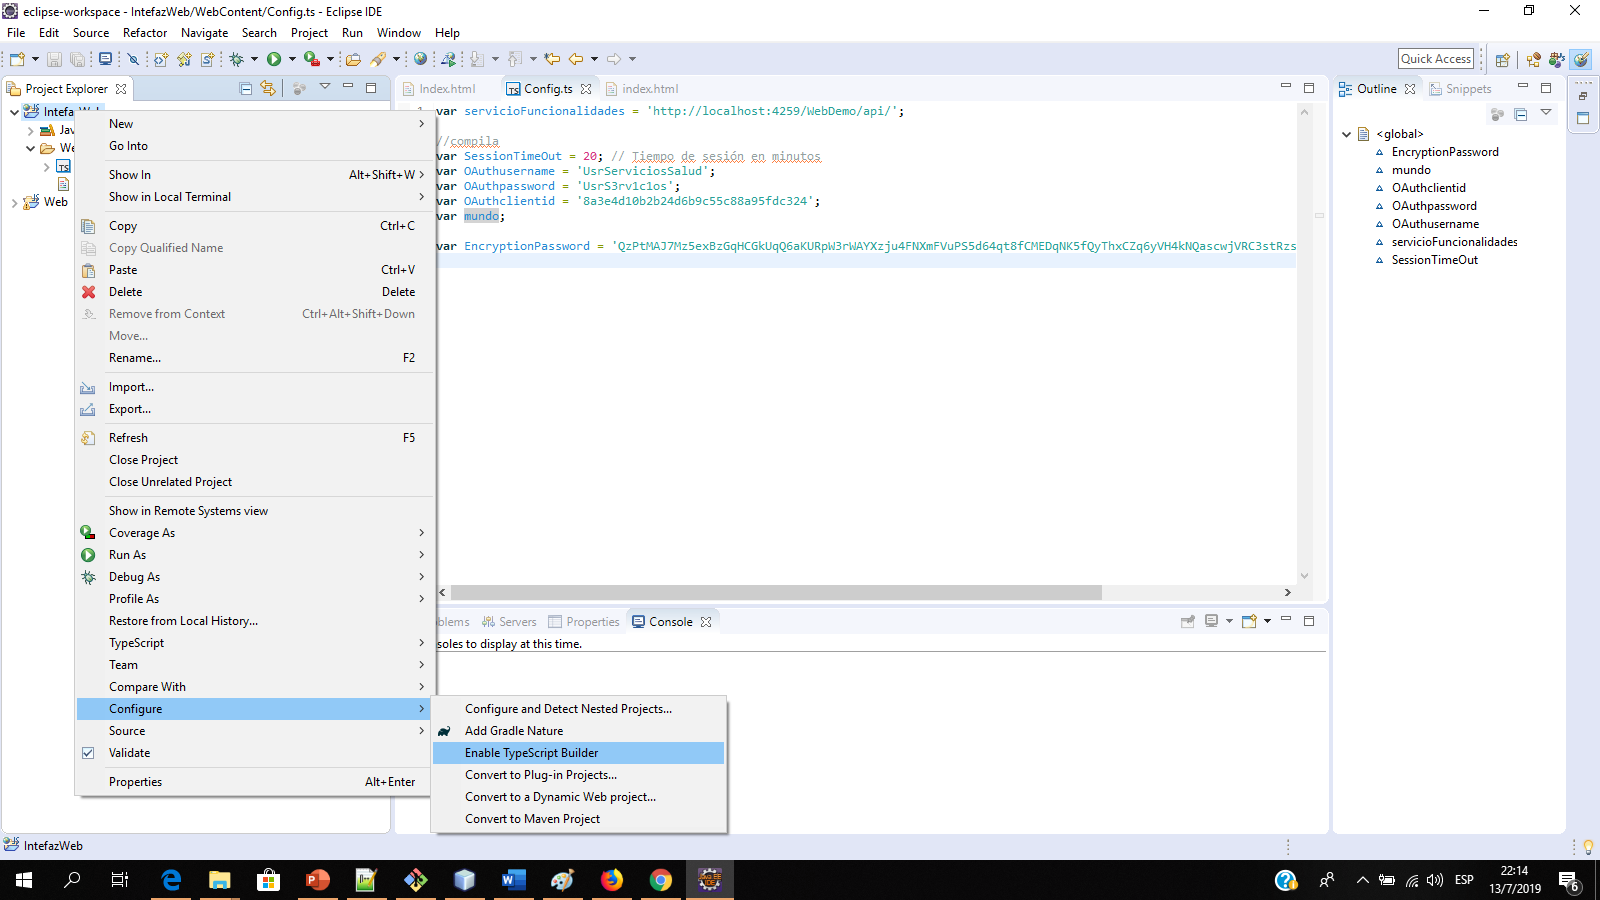 eclipse-workspace - IntefazWeb/WebContent/Config.ts - Eclipse IDE
File Edit Source Refactor Navigate Search Project Run Window Help
Quick Access
Project Explorer
IntefazWeb
Jav
We
Web
New
Go Into
Show In Alt+Shift+W
Show in Local Terminal
Copy Ctrl+C
Copy Qualified Name
Paste Ctrl+V
Delete Delete
Remove from Context Ctrl+Alt+Shift+Down
Move...
Rename... F2
Import...
Export...
Refresh F5
Close Project
Close Unrelated Project
Show in Remote Systems view
Coverage As
Run As
Debug As
Profile As
Restore from Local History...
TypeScript
Team
Compare With
Configure
Source
Validate
Properties Alt+Enter
Configure and Detect Nested Projects...
Add Gradle Nature
Enable TypeScript Builder
Convert to Plug-in Projects...
Convert to a Dynamic Web project...
Convert to Maven Project
Index.html Config.ts index.html
var servicioFuncionalidades = 'http://localhost:4259/WebDemo/api/';
//compila
var SessionTimeOut = 20; // Tiempo de sesión en minutos
var OAuthusername = 'UsrServiciosSalud';
var OAuthpassword = 'UsrS3rv1c1os';
var OAuthclientid = '8a3e4d10b2b24d6b9c55c88a95fdc324';
var mundo;
var EncryptionPassword = 'QzPtMAJ7Mz5exBzGqHCGkUqQ6aKURpW3rWAYXzju4FNXmFVuPS5d64qt8fCMEDqNK5fQyThxCZq6yVH4kNQascwjVRC3stRzs
blems Servers Properties Console
soles to display at this time.
Outline Snippets
<global>
EncryptionPassword
mundo
OAuthclientid
OAuthpassword
OAuthusername
servicioFuncionalidades
SessionTimeOut
IntefazWeb
ESP
22:14
13/7/2019
6